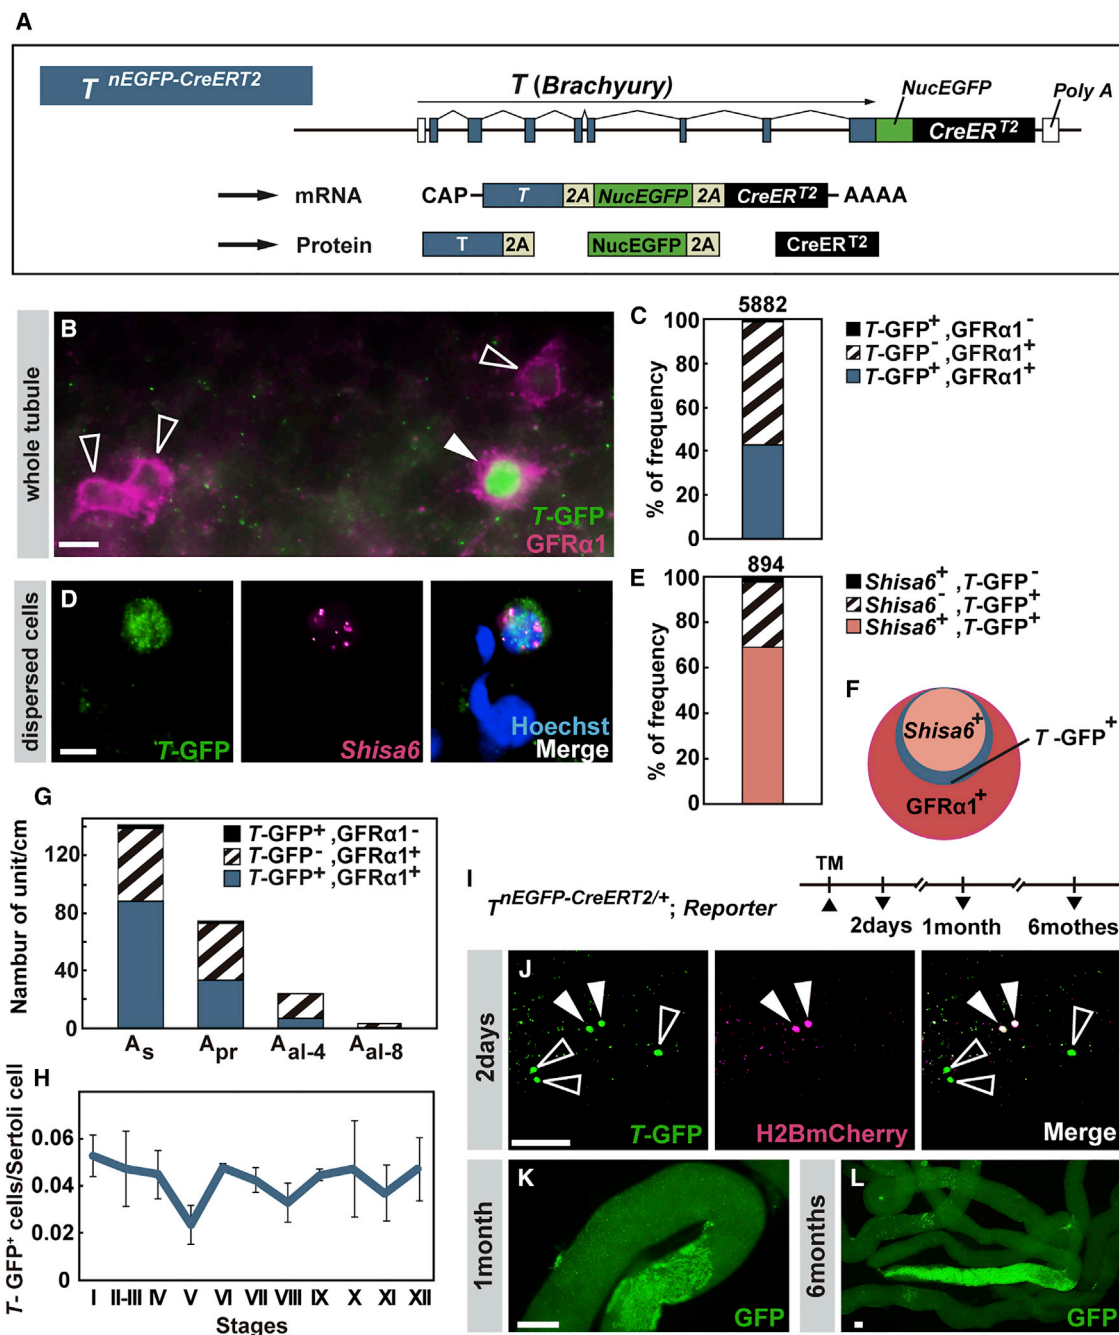 A
T nEGFP-CreERT2
T (Brachyury)
NucEGFP
Poly A
CreER T2
mRNA
CAP
T
2A
NucEGFP
2A
CreER T2
AAAA
Protein
T
2A
NucEGFP
2A
CreER T2
whole tubule
B
T-GFP
GFRα1
C
5882
% of frequency
100
80
60
40
20
0
T-GFP+ ,GFRα1-
T-GFP- ,GFRα1+
T-GFP+ ,GFRα1+
dispersed cells
D
T-GFP
Shisa6
Hoechst
Merge
E
894
% of frequency
100
80
60
40
20
0
Shisa6+ ,T-GFP-
Shisa6- ,T-GFP+
Shisa6+ ,T-GFP+
F
Shisa6+
T -GFP+
GFRα1+
G
Nambur of unit/cm
120
80
40
0
T-GFP+ ,GFRα1-
T-GFP- ,GFRα1+
T-GFP+ ,GFRα1+
As
Apr
Aal-4
Aal-8
H
T- GFP+ cells/Sertoli cell
0.06
0.04
0.02
0
I II-III IV V VI VII VIII IX X XI XII
Stages
I
TnEGFP-CreERT2/+; Reporter
TM
2days
1month
6mothes
2days
J
T-GFP
H2BmCherry
Merge
1month
K
GFP
6months
L
GFP